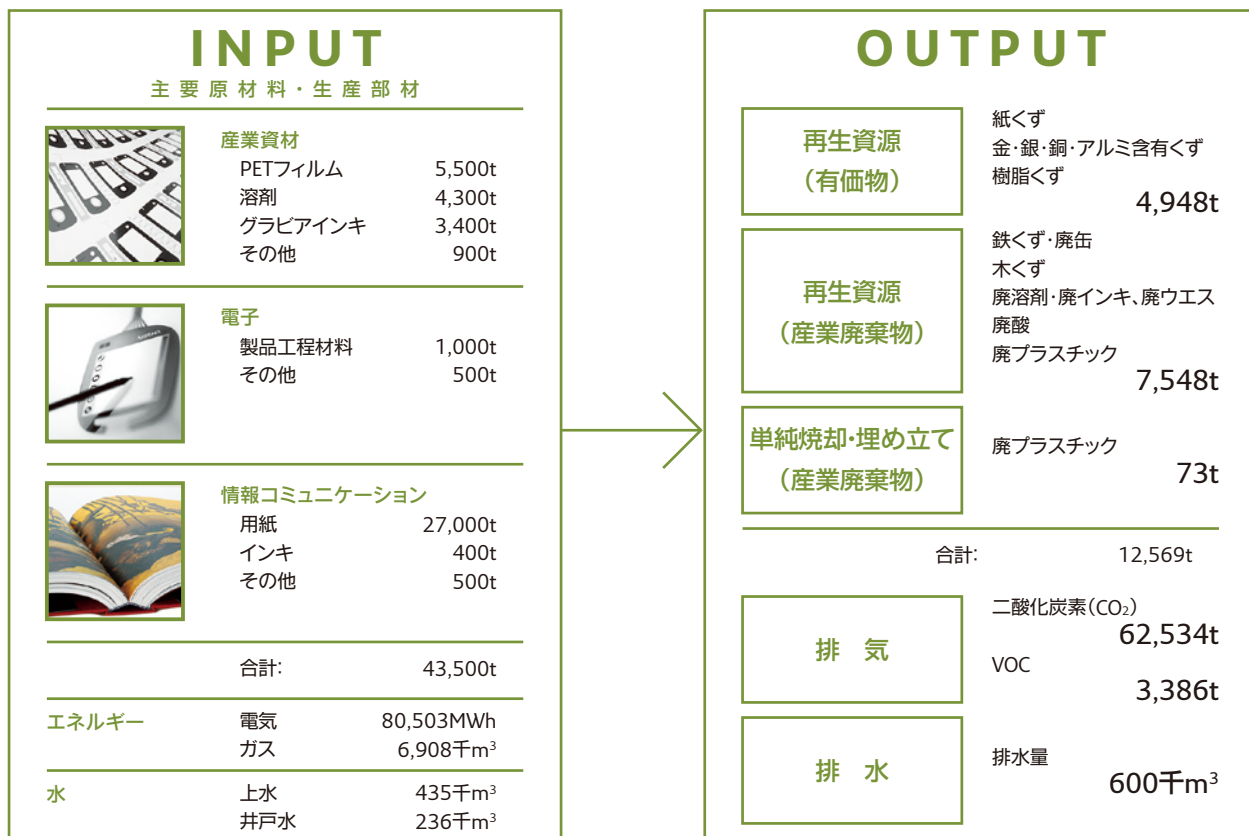 INPUT
主要原材料・生産部材
産業資材
PETフィルム 5,500t
溶剤 4,300t
グラビアインキ 3,400t
その他 900t
電子
製品工程材料 1,000t
その他 500t
情報コミュニケーション
用紙 27,000t
インキ 400t
その他 500t
合計: 43,500t
エネルギー 電気 80,503MWh
ガス 6,908千m³
水 上水 435千m³
井戸水 236千m³
OUTPUT
再生資源
（有価物）
紙くず
金・銀・銅・アルミ含有くず
樹脂くず
4,948t
再生資源
（産業廃棄物）
鉄くず・廃缶
木くず
廃溶剤・廃インキ、廃ウエス
廃酸
廃プラスチック
7,548t
単純焼却・埋め立て
（産業廃棄物）
廃プラスチック
73t
合計: 12,569t
排 気
二酸化炭素（CO₂）
62,534t
VOC
3,386t
排 水
排水量
600千m³